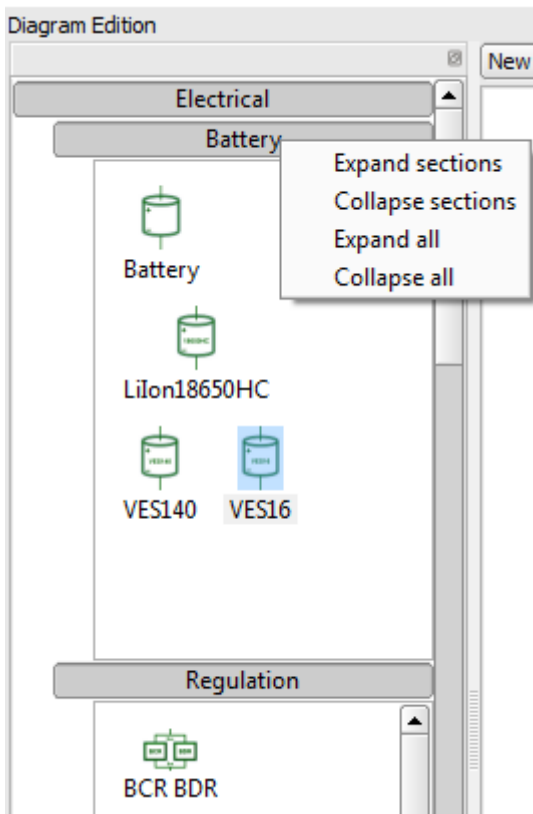 Diagram Edition
New
Electrical
Battery
Expand sections
Collapse sections
Expand all
Collapse all
Battery
LiIon18650HC
VES140 VES16
Regulation
BCR BDR